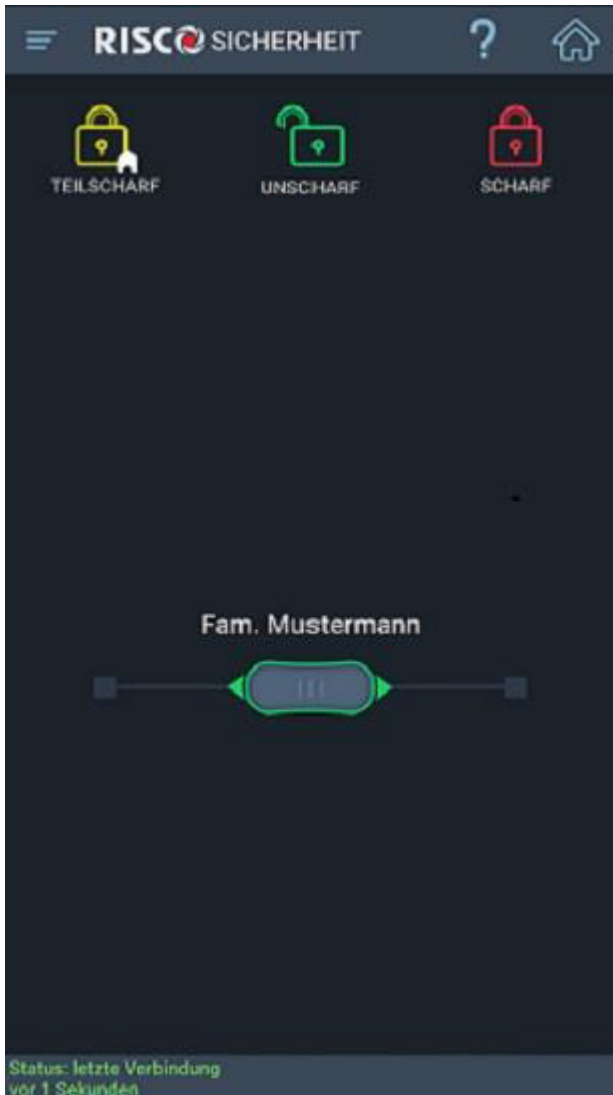 RISCO SICHERHEIT ?
TEILSCHARF UNSCHARF SCHARF
Fam. Mustermann
Status: letzte Verbindung
vor 1 Sekunden